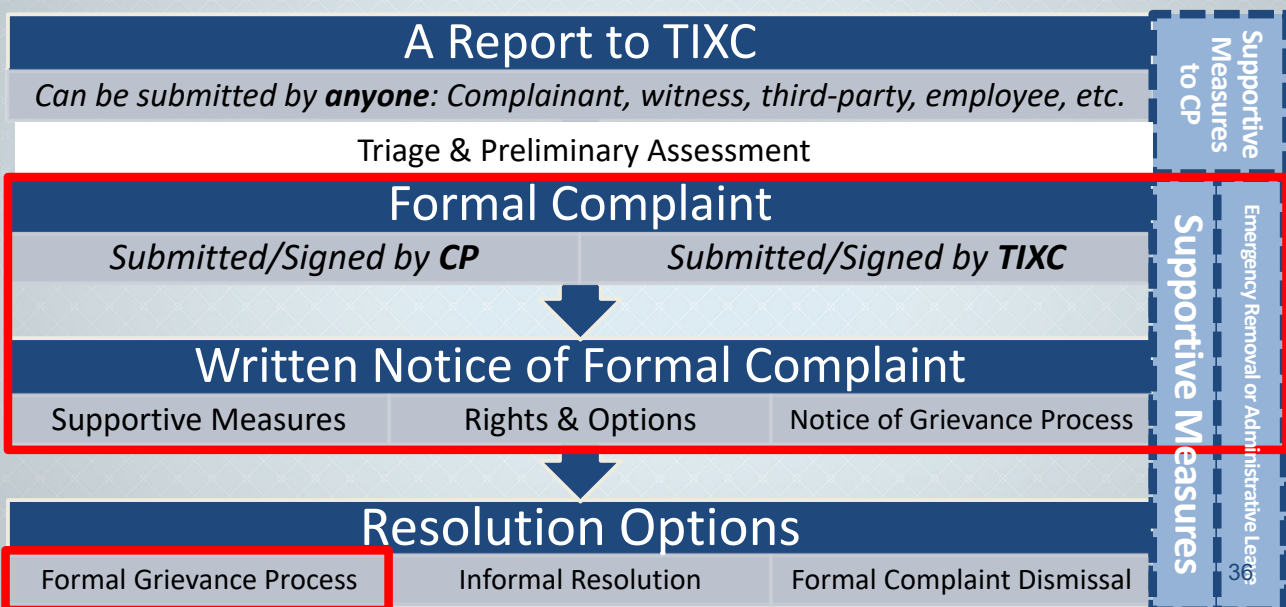 A Report to TIXC
Can be submitted by anyone: Complainant, witness, third-party, employee, etc.
Triage & Preliminary Assessment
Supportive
Measures
to CP
Formal Complaint
Submitted/Signed by CP
Submitted/Signed by TIXC
Written Notice of Formal Complaint
Supportive Measures
Rights & Options
Notice of Grievance Process
Resolution Options
Formal Grievance Process
Informal Resolution
Formal Complaint Dismissal
Supportive Measures
Emergency Removal or Administrative Leave
36